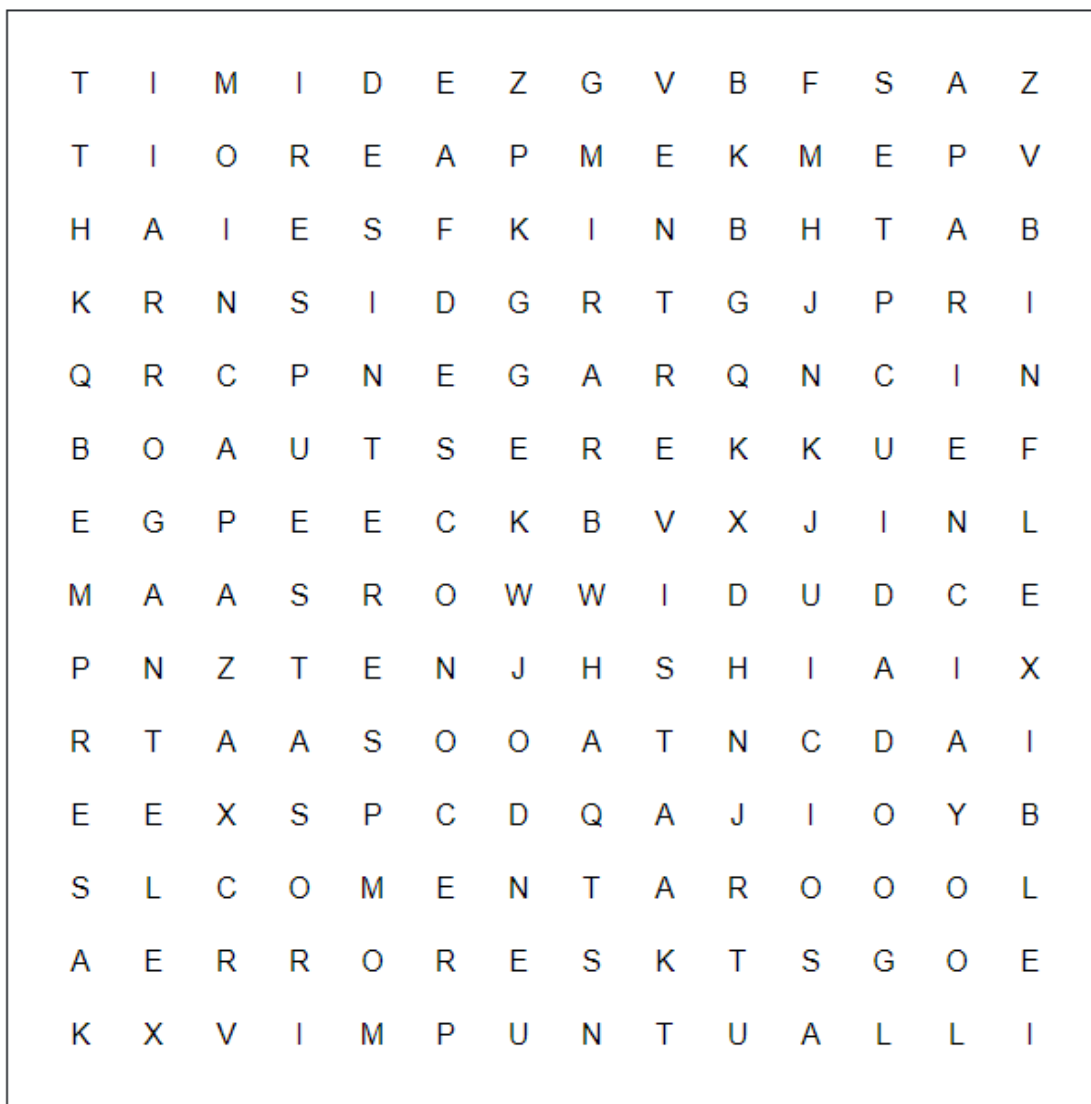 T I M I D E Z G V B F S A Z
T I O R E A P M E K M E P V
H A I E S F K I N B H T A B
K R N S I D G R T G J P R I
Q R C P N E G A R Q N C I N
B O A U T S E R E K K U E F
E G P E E C K B V X J I N L
M A A S R O W W I D U D C E
P N Z T E N J H S H I A I X
R T A A S O O A T N C D A I
E E X S P C D Q A J I O Y B
S L C O M E N T A R O O O L
A E R R O R E S K T S G O E
K X V I M P U N T U A L L I